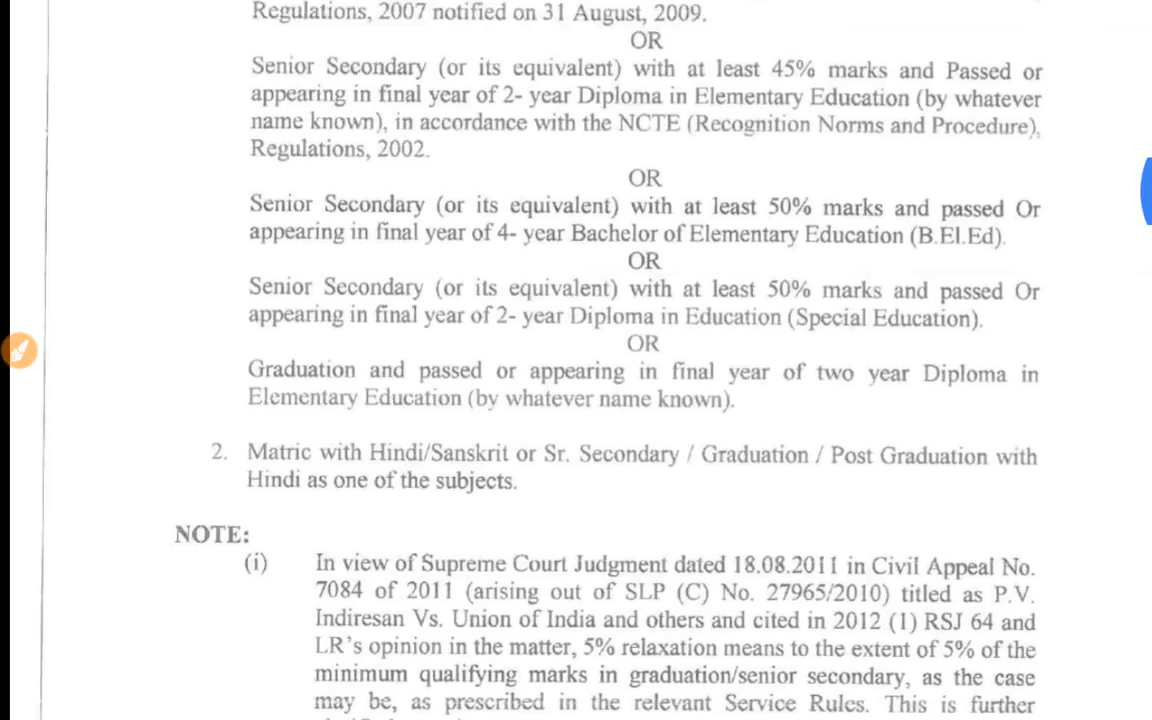 Regulations, 2007 notified on 31 August, 2009.
OR
Senior Secondary (or its equivalent) with at least 45% marks and Passed or
appearing in final year of 2- year Diploma in Elementary Education (by whatever
name known), in accordance with the NCTE (Recognition Norms and Procedure),
Regulations, 2002.
OR
Senior Secondary (or its equivalent) with at least 50% marks and passed Or
appearing in final year of 4- year Bachelor of Elementary Education (B.El.Ed).
OR
Senior Secondary (or its equivalent) with at least 50% marks and passed Or
appearing in final year of 2- year Diploma in Education (Special Education).
OR
Graduation and passed or appearing in final year of two year Diploma in
Elementary Education (by whatever name known).
2. Matric with Hindi/Sanskrit or Sr. Secondary / Graduation / Post Graduation with
Hindi as one of the subjects.
NOTE:
(i) In view of Supreme Court Judgment dated 18.08.2011 in Civil Appeal No.
7084 of 2011 (arising out of SLP (C) No. 27965/2010) titled as P.V.
Indiresan Vs. Union of India and others and cited in 2012 (1) RSJ 64 and
LR's opinion in the matter, 5% relaxation means to the extent of 5% of the
minimum qualifying marks in graduation/senior secondary, as the case
may be, as prescribed in the relevant Service Rules. This is further